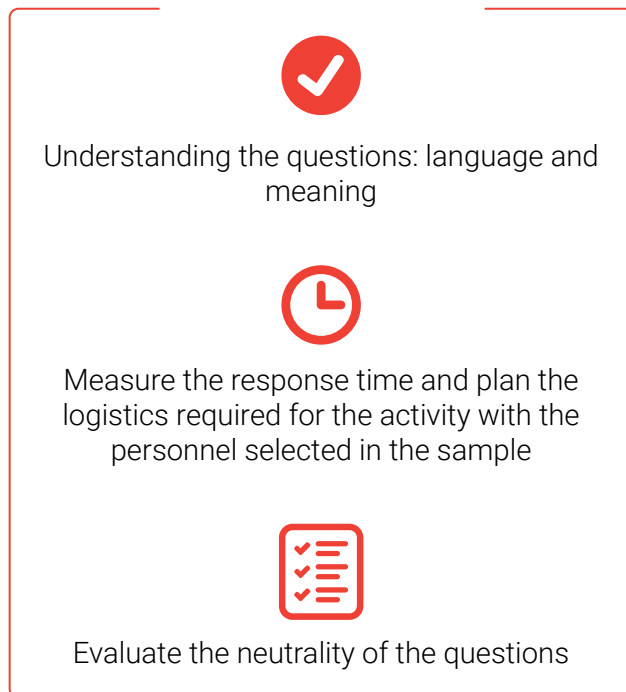 Understanding the questions: language and
meaning
Measure the response time and plan the
logistics required for the activity with the
personnel selected in the sample
Evaluate the neutrality of the questions